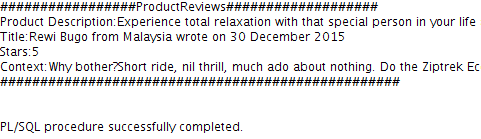 #################ProductReviews###################
Product Description:Experience total relaxation with that special person in your life
Title:Rewi Bugo from Malaysia wrote on 30 December 2015
Stars:5
Context:Why bother?Short ride, nil thrill, much ado about nothing. Do the Ziptrek Ec
##################################################
PL/SQL procedure successfully completed.